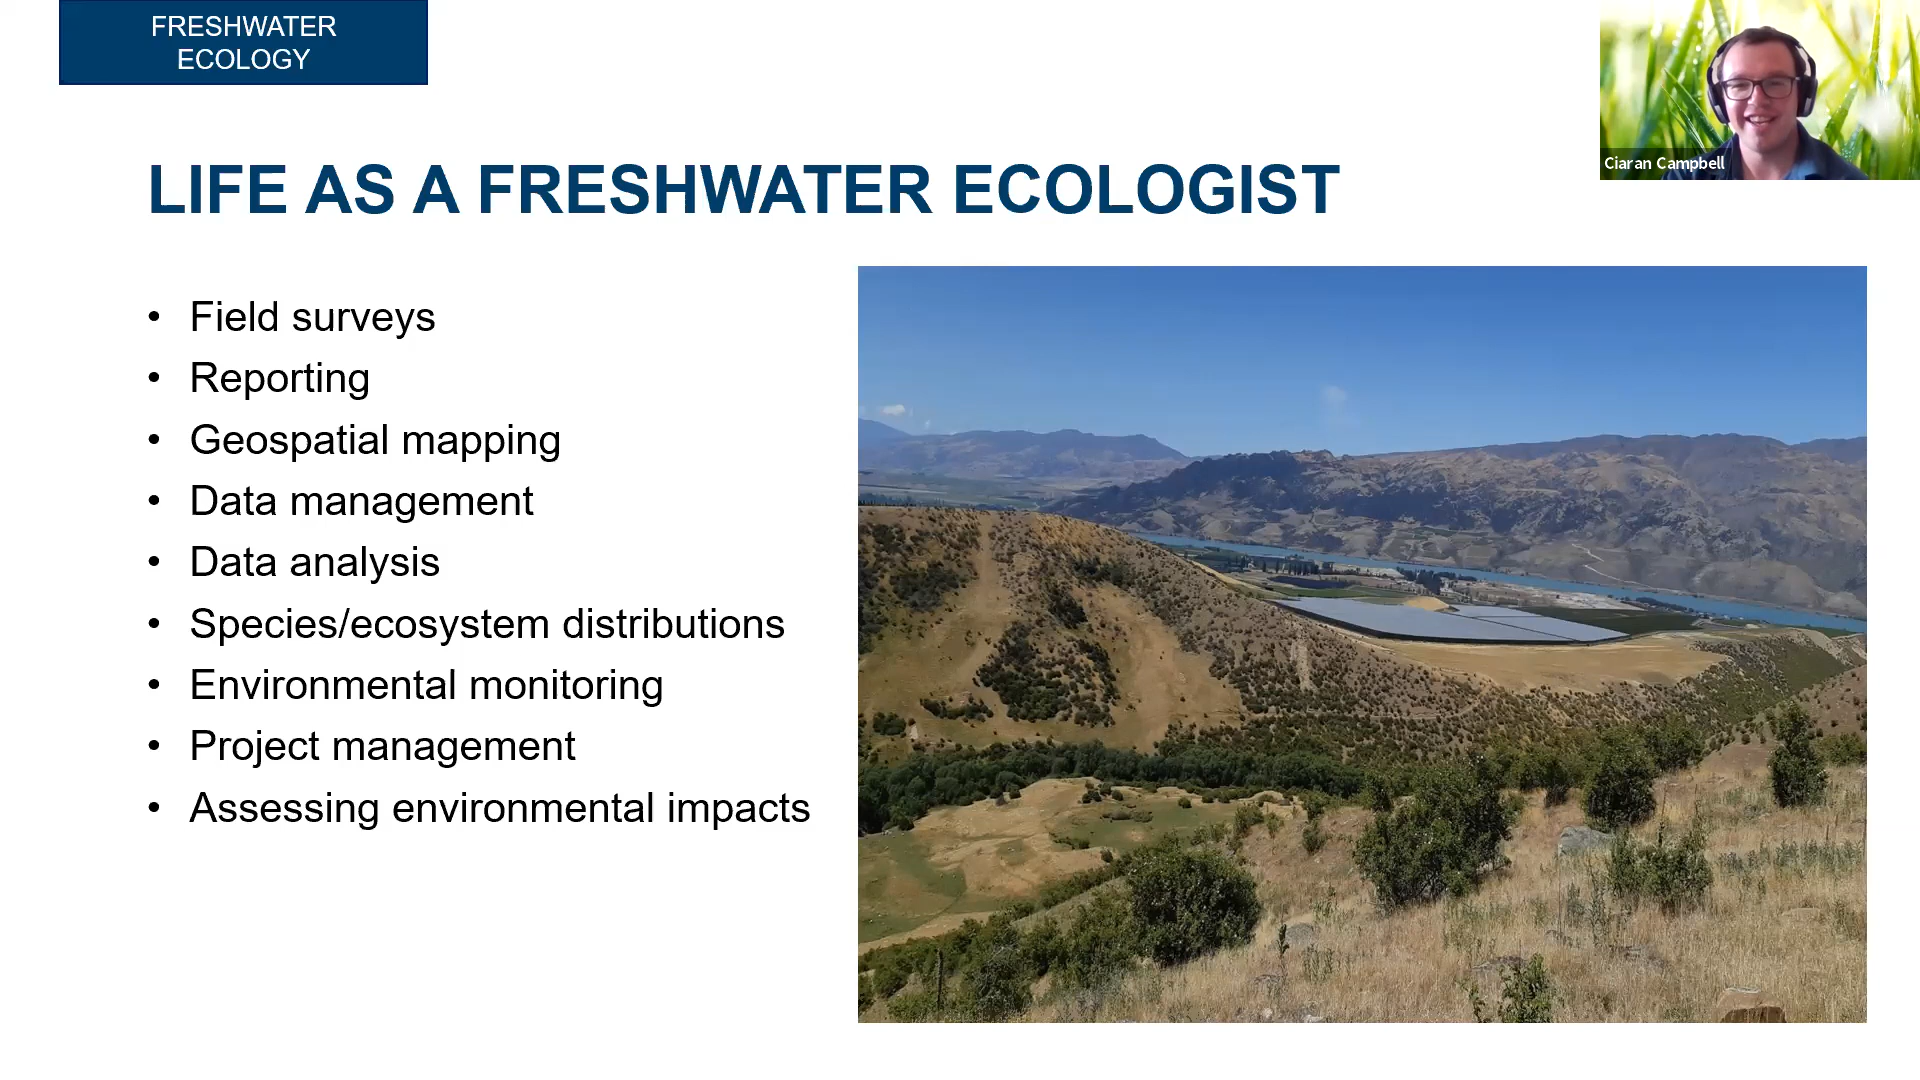 FRESHWATER
ECOLOGY
Ciaran Campbell
LIFE AS A FRESHWATER ECOLOGIST
• Field surveys
• Reporting
• Geospatial mapping
• Data management
• Data analysis
• Species/ecosystem distributions
• Environmental monitoring
• Project management
• Assessing environmental impacts